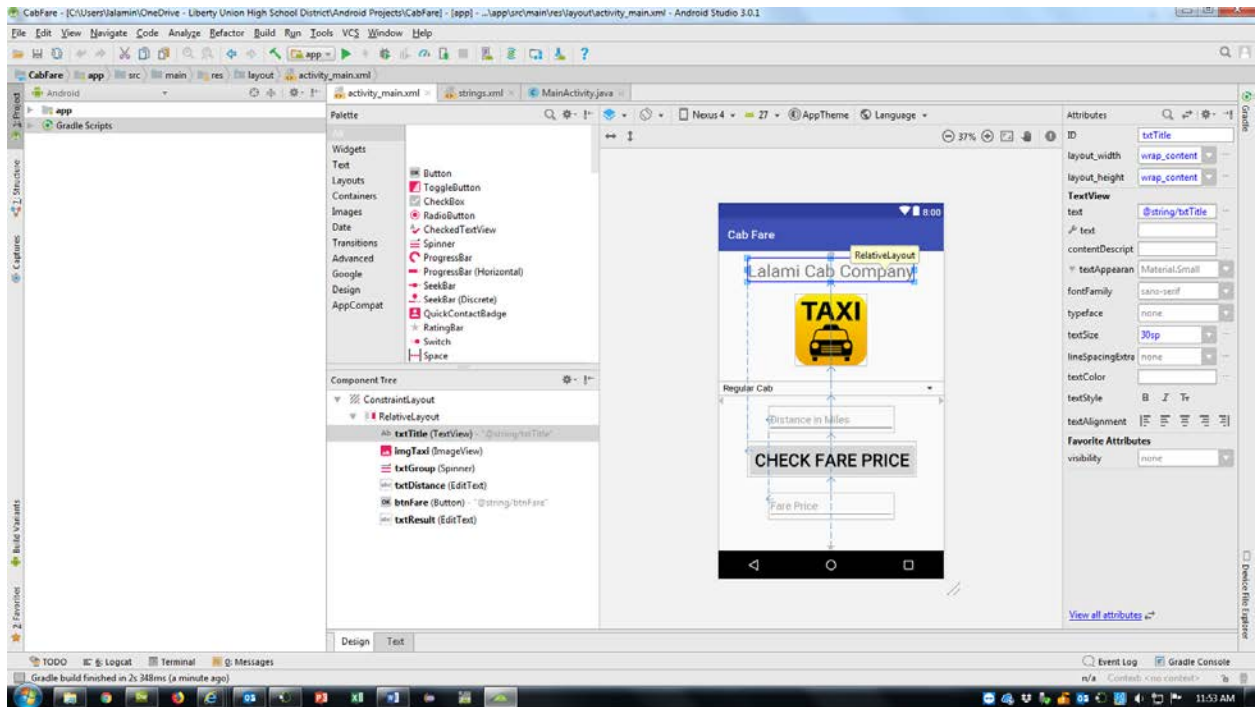 CabFare - [C:\Users\lalamin\OneDrive - Liberty Union High School District\Android Projects\CabFare] - [app] - ...\app\src\main\res\layout\activity_main.xml - Android Studio 3.0.1
File Edit View Navigate Code Analyze Refactor Build Run Tools VCS Window Help
app
CabFare app src main res layout activity_main.xml
Android
activity_main.xml strings.xml MainActivity.java
1: Project
Z: Structure
Captures
Build Variants
2: Favorites
app
Gradle Scripts
Palette
All
Widgets
Text
Layouts
Containers
Images
Date
Transitions
Advanced
Google
Design
AppCompat
Button
ToggleButton
CheckBox
RadioButton
CheckedTextView
Spinner
ProgressBar
ProgressBar (Horizontal)
SeekBar
SeekBar (Discrete)
QuickContactBadge
RatingBar
Switch
Space
Component Tree
ConstraintLayout
RelativeLayout
Ab txtTitle (TextView) - "@string/txtTitle"
imgTaxi (ImageView)
txtGroup (Spinner)
txtDistance (EditText)
OK btnFare (Button) - "@string/btnFare"
txtResult (EditText)
Design Text
Nexus 4 27 AppTheme Language
37%
8:00
Cab Fare
RelativeLayout
Lalami Cab Company
TAXI
Regular Cab
Distance in Miles
CHECK FARE PRICE
Fare Price
Attributes
ID txtTitle
layout_width wrap_content
layout_height wrap_content
TextView
text @string/txtTitle
text
contentDescript
textAppearan Material.Small
fontFamily sans-serif
typeface none
textSize 30sp
lineSpacingExtra none
textColor
textStyle B I Tr
textAlignment
Favorite Attributes
visibility none
View all attributes
Gradle
Device File Explorer
TODO 6: Logcat Terminal 0: Messages
Event Log Gradle Console
Gradle build finished in 2s 348ms (a minute ago)
n/a Context: <no context>
11:53 AM